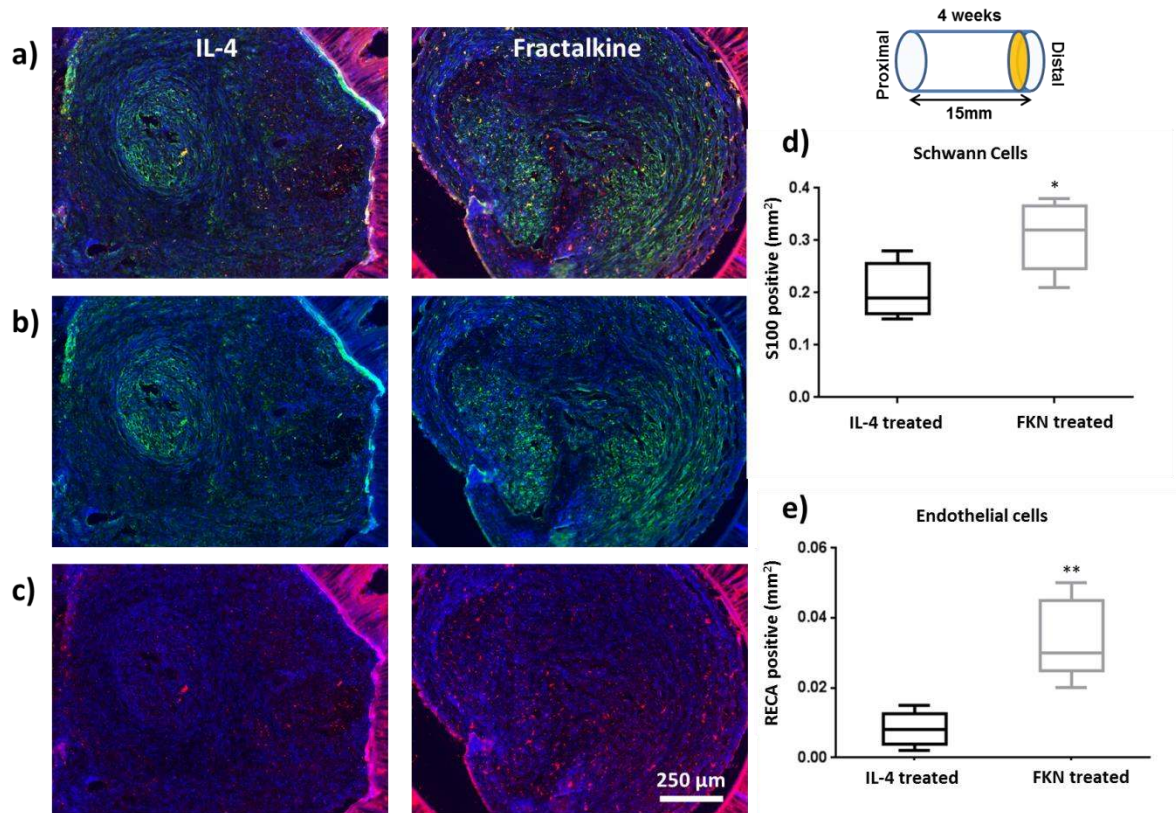 a)
IL-4
Fractalkine
b)
c)
250 µm
4 weeks
Proximal
Distal
15mm
d)
Schwann Cells
S100 positive (mm²)
0.4
0.3
0.2
0.1
0.0
*
IL-4 treated
FKN treated
e)
Endothelial cells
RECA positive (mm²)
0.06
0.04
0.02
0.00
**
IL-4 treated
FKN treated